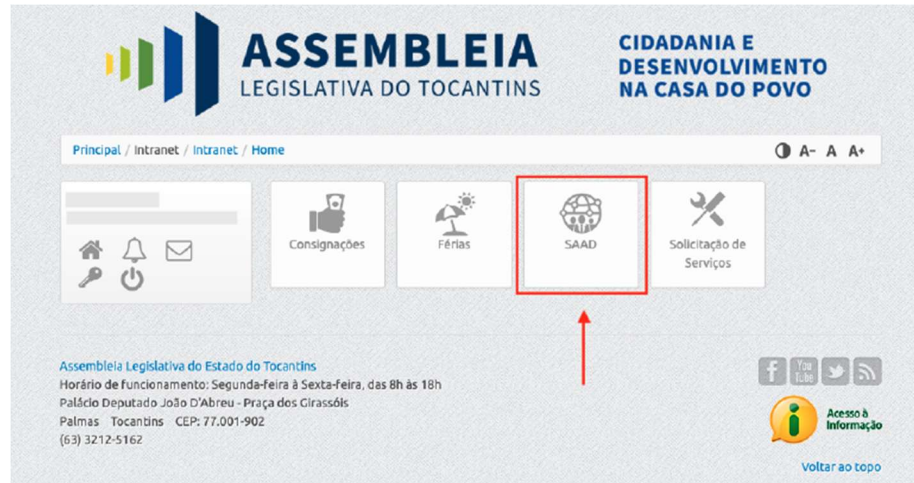 ASSEMBLEIA
LEGISLATIVA DO TOCANTINS
CIDADANIA E
DESENVOLVIMENTO
NA CASA DO POVO
Principal / Intranet / Intranet / Home
A- A A+
Consignações
Férias
SAAD
Solicitação de
Serviços
Assembleia Legislativa do Estado do Tocantins
Horário de funcionamento: Segunda-feira à Sexta-feira, das 8h às 18h
Palácio Deputado João D'Abreu - Praça dos Girassóis
Palmas Tocantins CEP: 77.001-902
(63) 3212-5162
f
You
Tube
i
Acesso à
Informação
Voltar ao topo